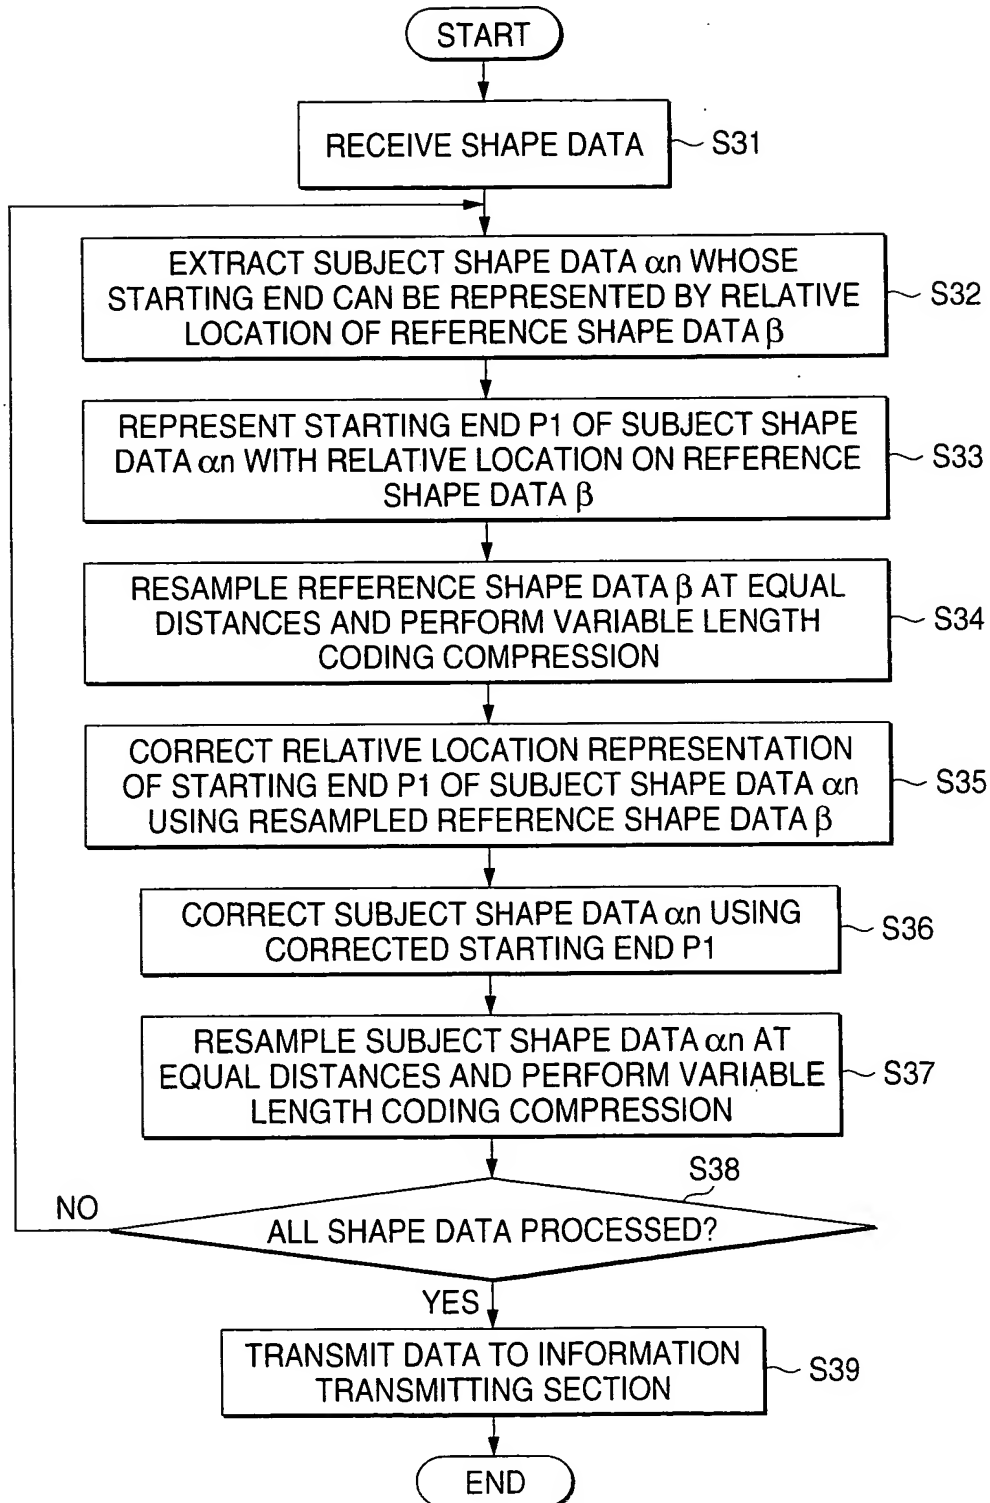 START
RECEIVE SHAPE DATA
S31
EXTRACT SUBJECT SHAPE DATA αn WHOSE
STARTING END CAN BE REPRESENTED BY RELATIVE
LOCATION OF REFERENCE SHAPE DATA β
S32
REPRESENT STARTING END P1 OF SUBJECT SHAPE
DATA αn WITH RELATIVE LOCATION ON REFERENCE
SHAPE DATA β
S33
RESAMPLE REFERENCE SHAPE DATA β AT EQUAL
DISTANCES AND PERFORM VARIABLE LENGTH
CODING COMPRESSION
S34
CORRECT RELATIVE LOCATION REPRESENTATION
OF STARTING END P1 OF SUBJECT SHAPE DATA αn
USING RESAMPLED REFERENCE SHAPE DATA β
S35
CORRECT SUBJECT SHAPE DATA αn USING
CORRECTED STARTING END P1
S36
RESAMPLE SUBJECT SHAPE DATA αn AT
EQUAL DISTANCES AND PERFORM VARIABLE
LENGTH CODING COMPRESSION
S37
S38
NO
ALL SHAPE DATA PROCESSED?
YES
TRANSMIT DATA TO INFORMATION
TRANSMITTING SECTION
S39
END